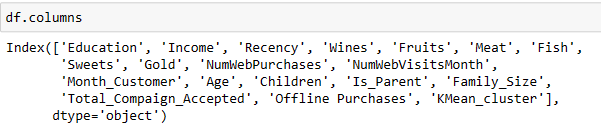 df.columns
Index(['Education', 'Income', 'Recency', 'Wines', 'Fruits', 'Meat', 'Fish',
'Sweets', 'Gold', 'NumWebPurchases', 'NumWebVisitsMonth',
'Month_Customer', 'Age', 'Children', 'Is_Parent', 'Family_Size',
'Total_Compaign_Accepted', 'Offline Purchases', 'KMean_cluster'],
dtype='object')